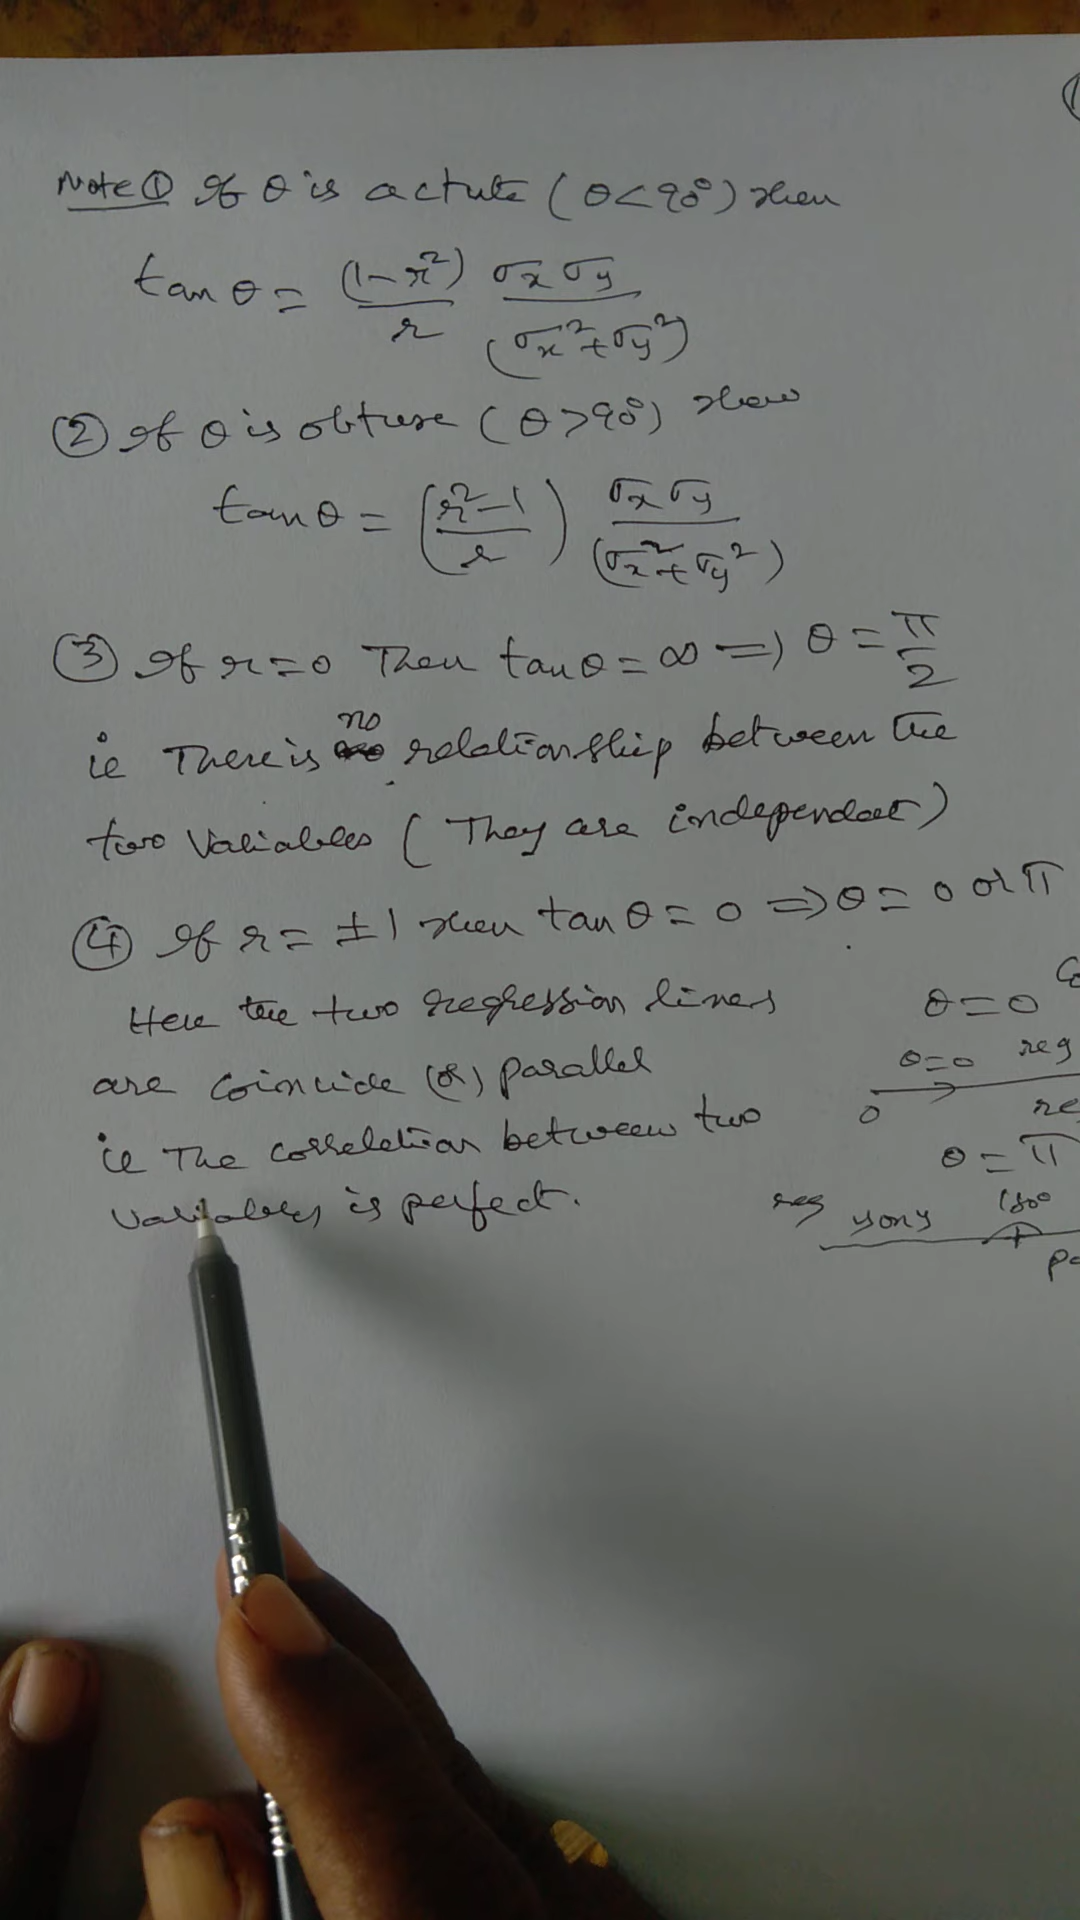 Note ① If θ is actute (θ<90°) then
tan θ = (1-r²)/r σx σy/(σx²+σy²)
② If θ is obtuse (θ>90°) then
tan θ = (r²-1/r) σx σy/(σx²+σy²)
③ If r=0 Then tan θ = ∞ => θ = π/2
ie There is no relationship between the
two Variables (They are independent)
④ If r = ±1 then tan θ = 0 => θ = 0 or π
Here the two regression lines
are Coincide (or) parallel
ie The correlation between two
Variables is perfect.
θ = 0
θ=0 reg
0
θ = π
reg y on y 180°